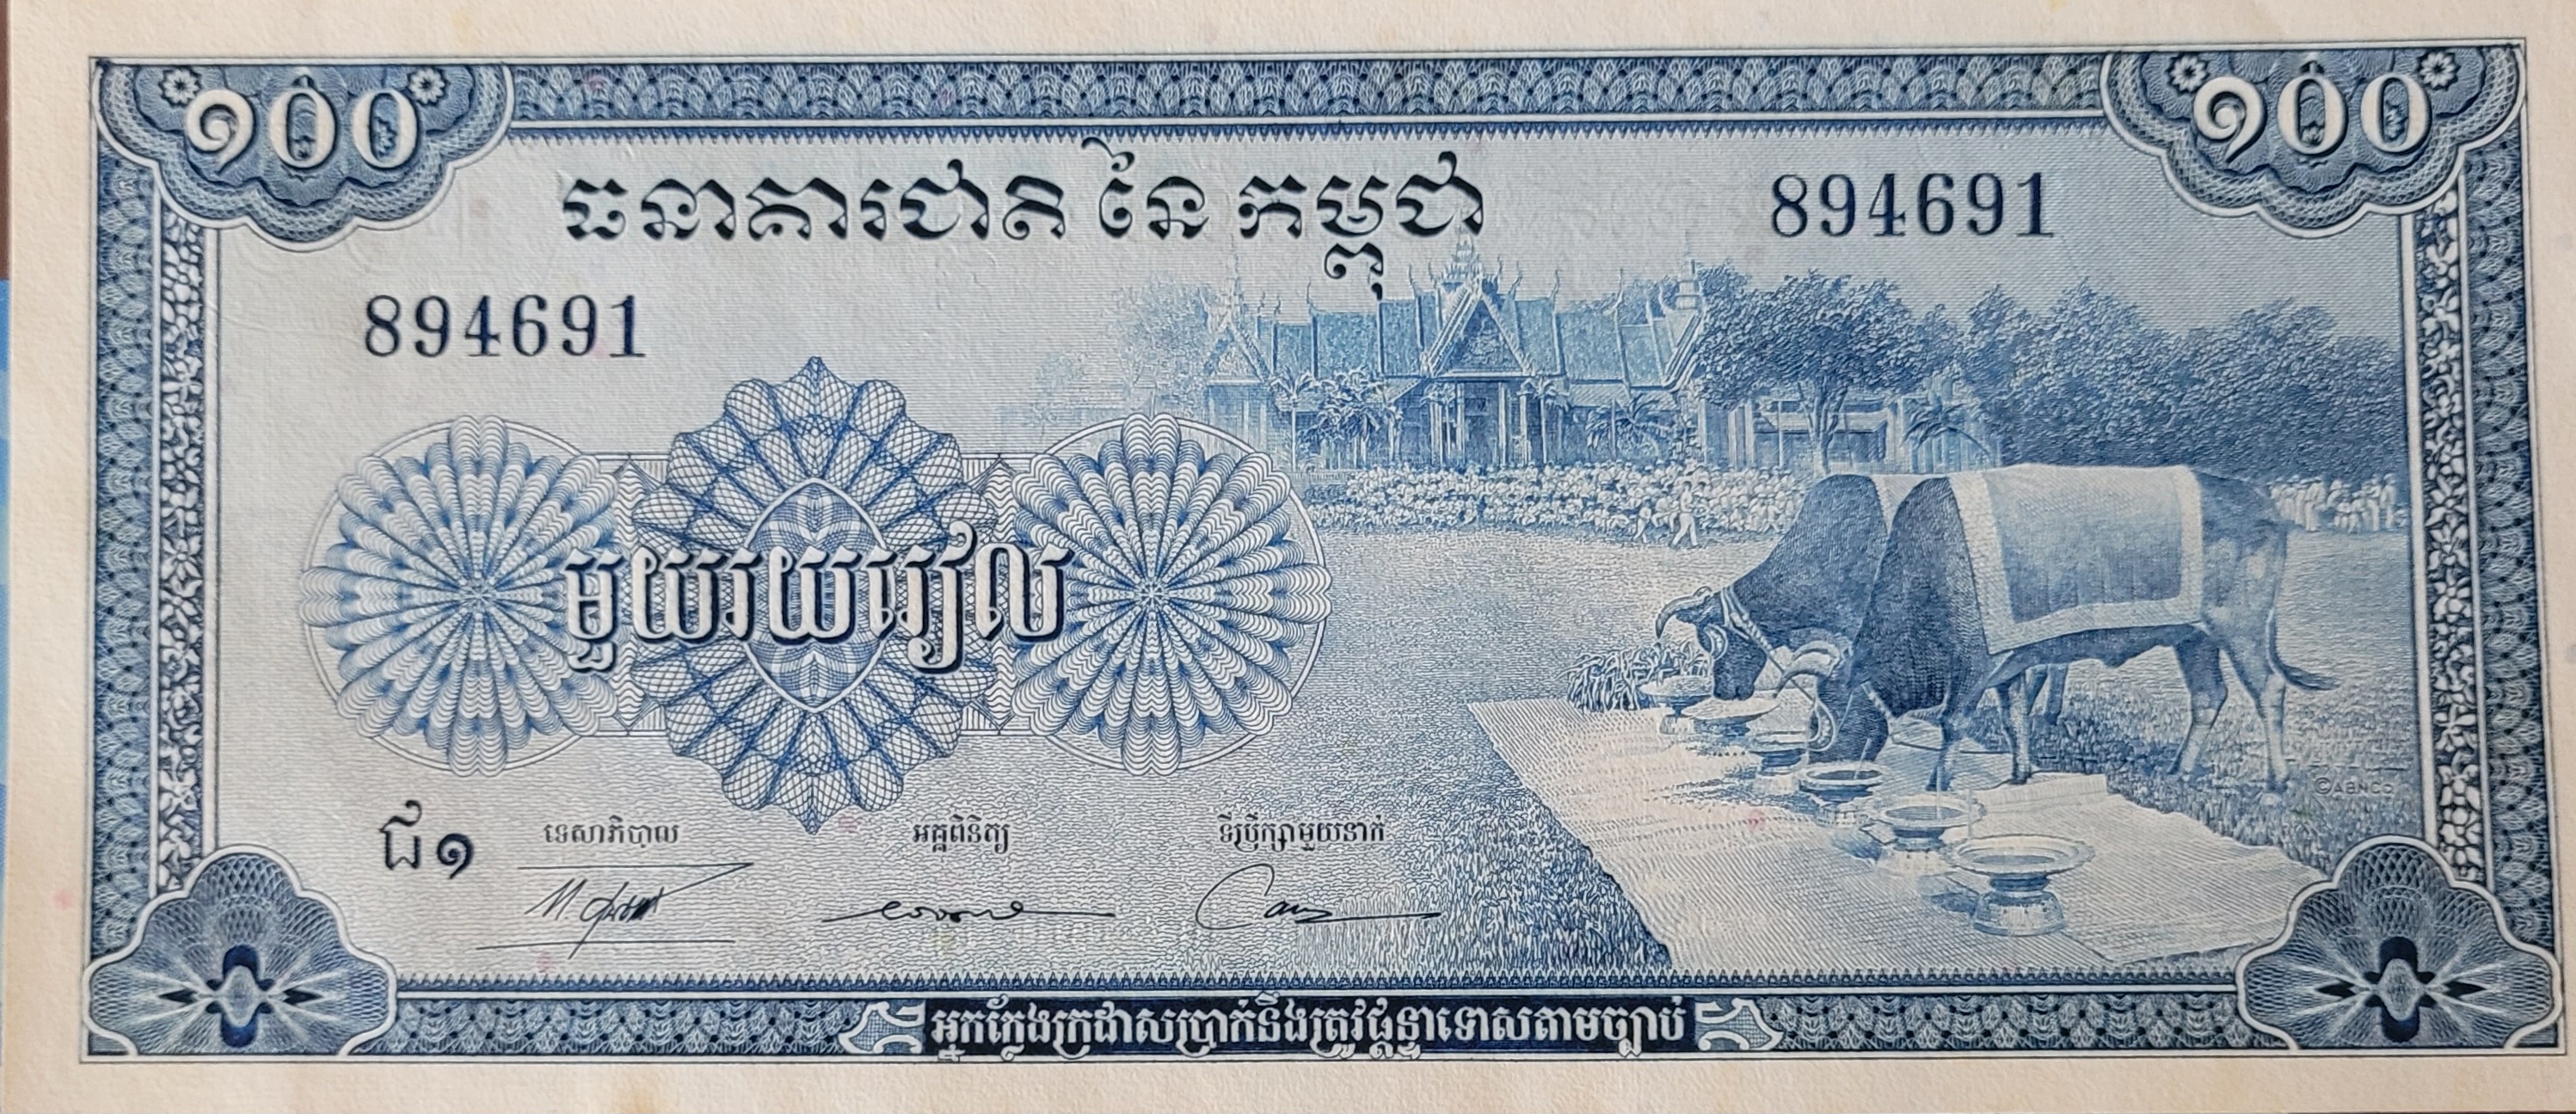 ១០០
១០០
ធនាគារជាតិ នៃ កម្ពុជា
894691
894691
មួយរយរៀល
©ABNCo
ជ១
ទេសាភិបាល
អគ្គពិនិត្យ
ទីប្រឹក្សាមួយនាក់
អ្នកក្លែងក្រដាសប្រាក់នឹងត្រូវផ្តន្ទាទោសតាមច្បាប់